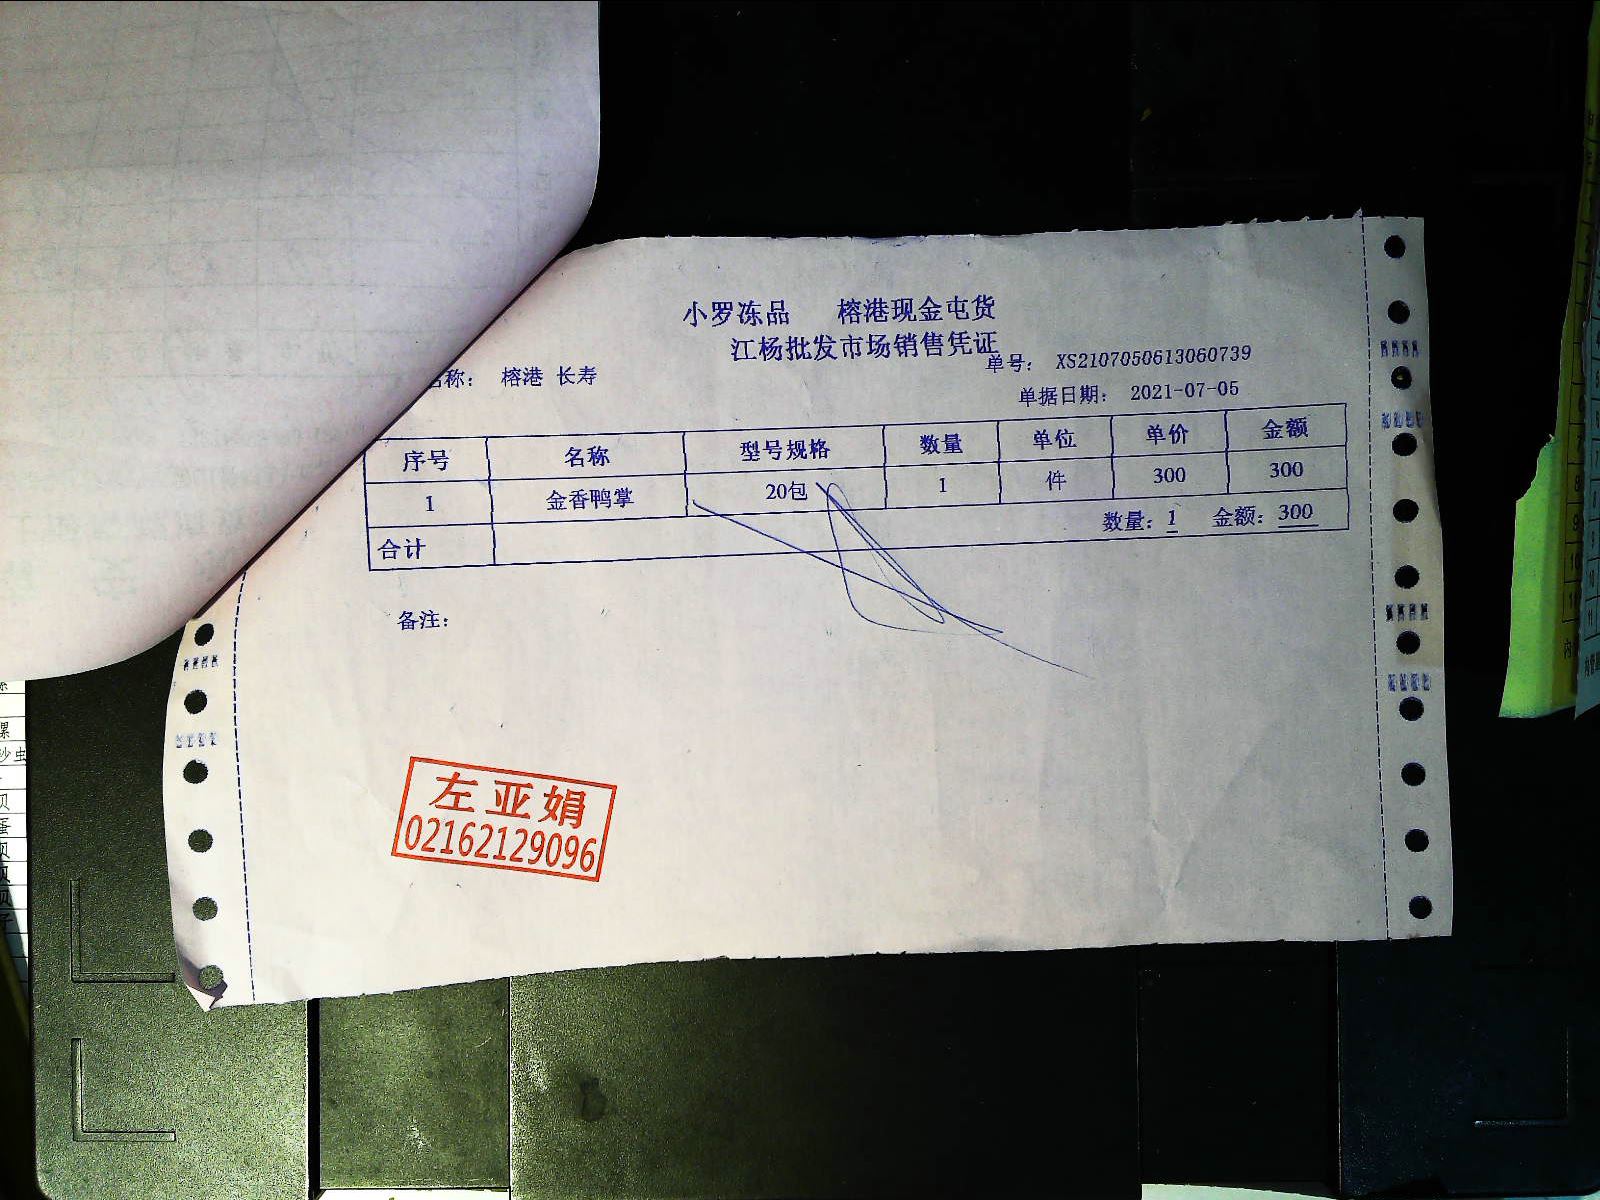 小罗冻品 榕港现金屯货
江杨批发市场销售凭证
名称： 榕港 长寿
单号： XS2107050613060739
单据日期： 2021-07-05
序号 名称 型号规格 数量 单位 单价 金额
1 金香鸭掌 20包 1 件 300 300
合计 数量：1 金额：300
备注：
左亚娟
02162129096